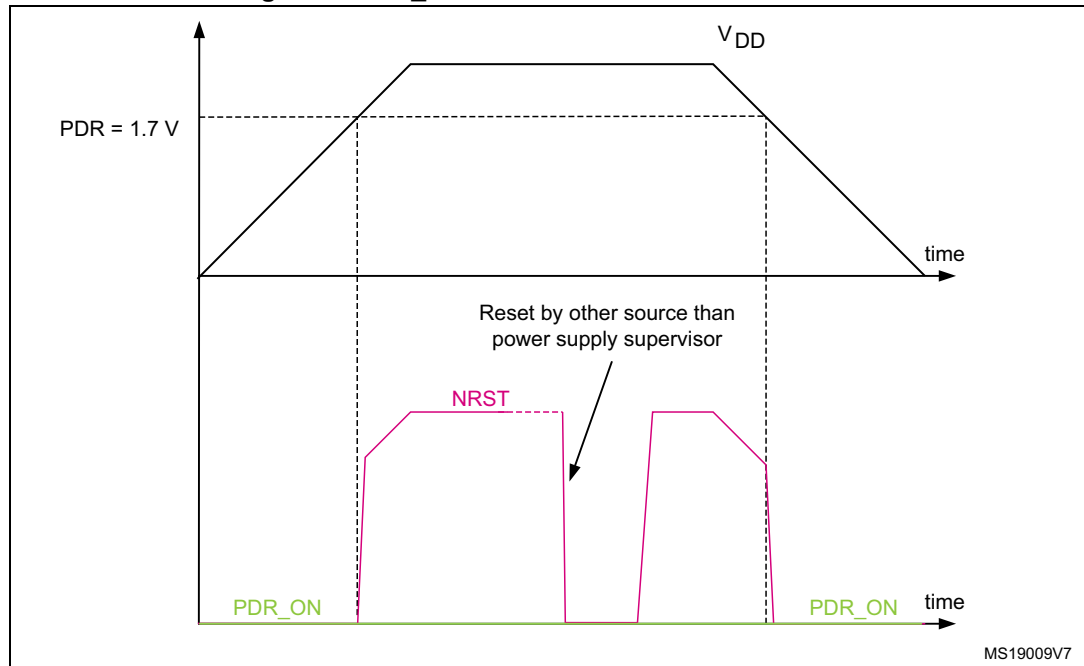 V DD
PDR = 1.7 V
time
Reset by other source than
power supply supervisor
NRST
PDR_ON
PDR_ON
time
MS19009V7